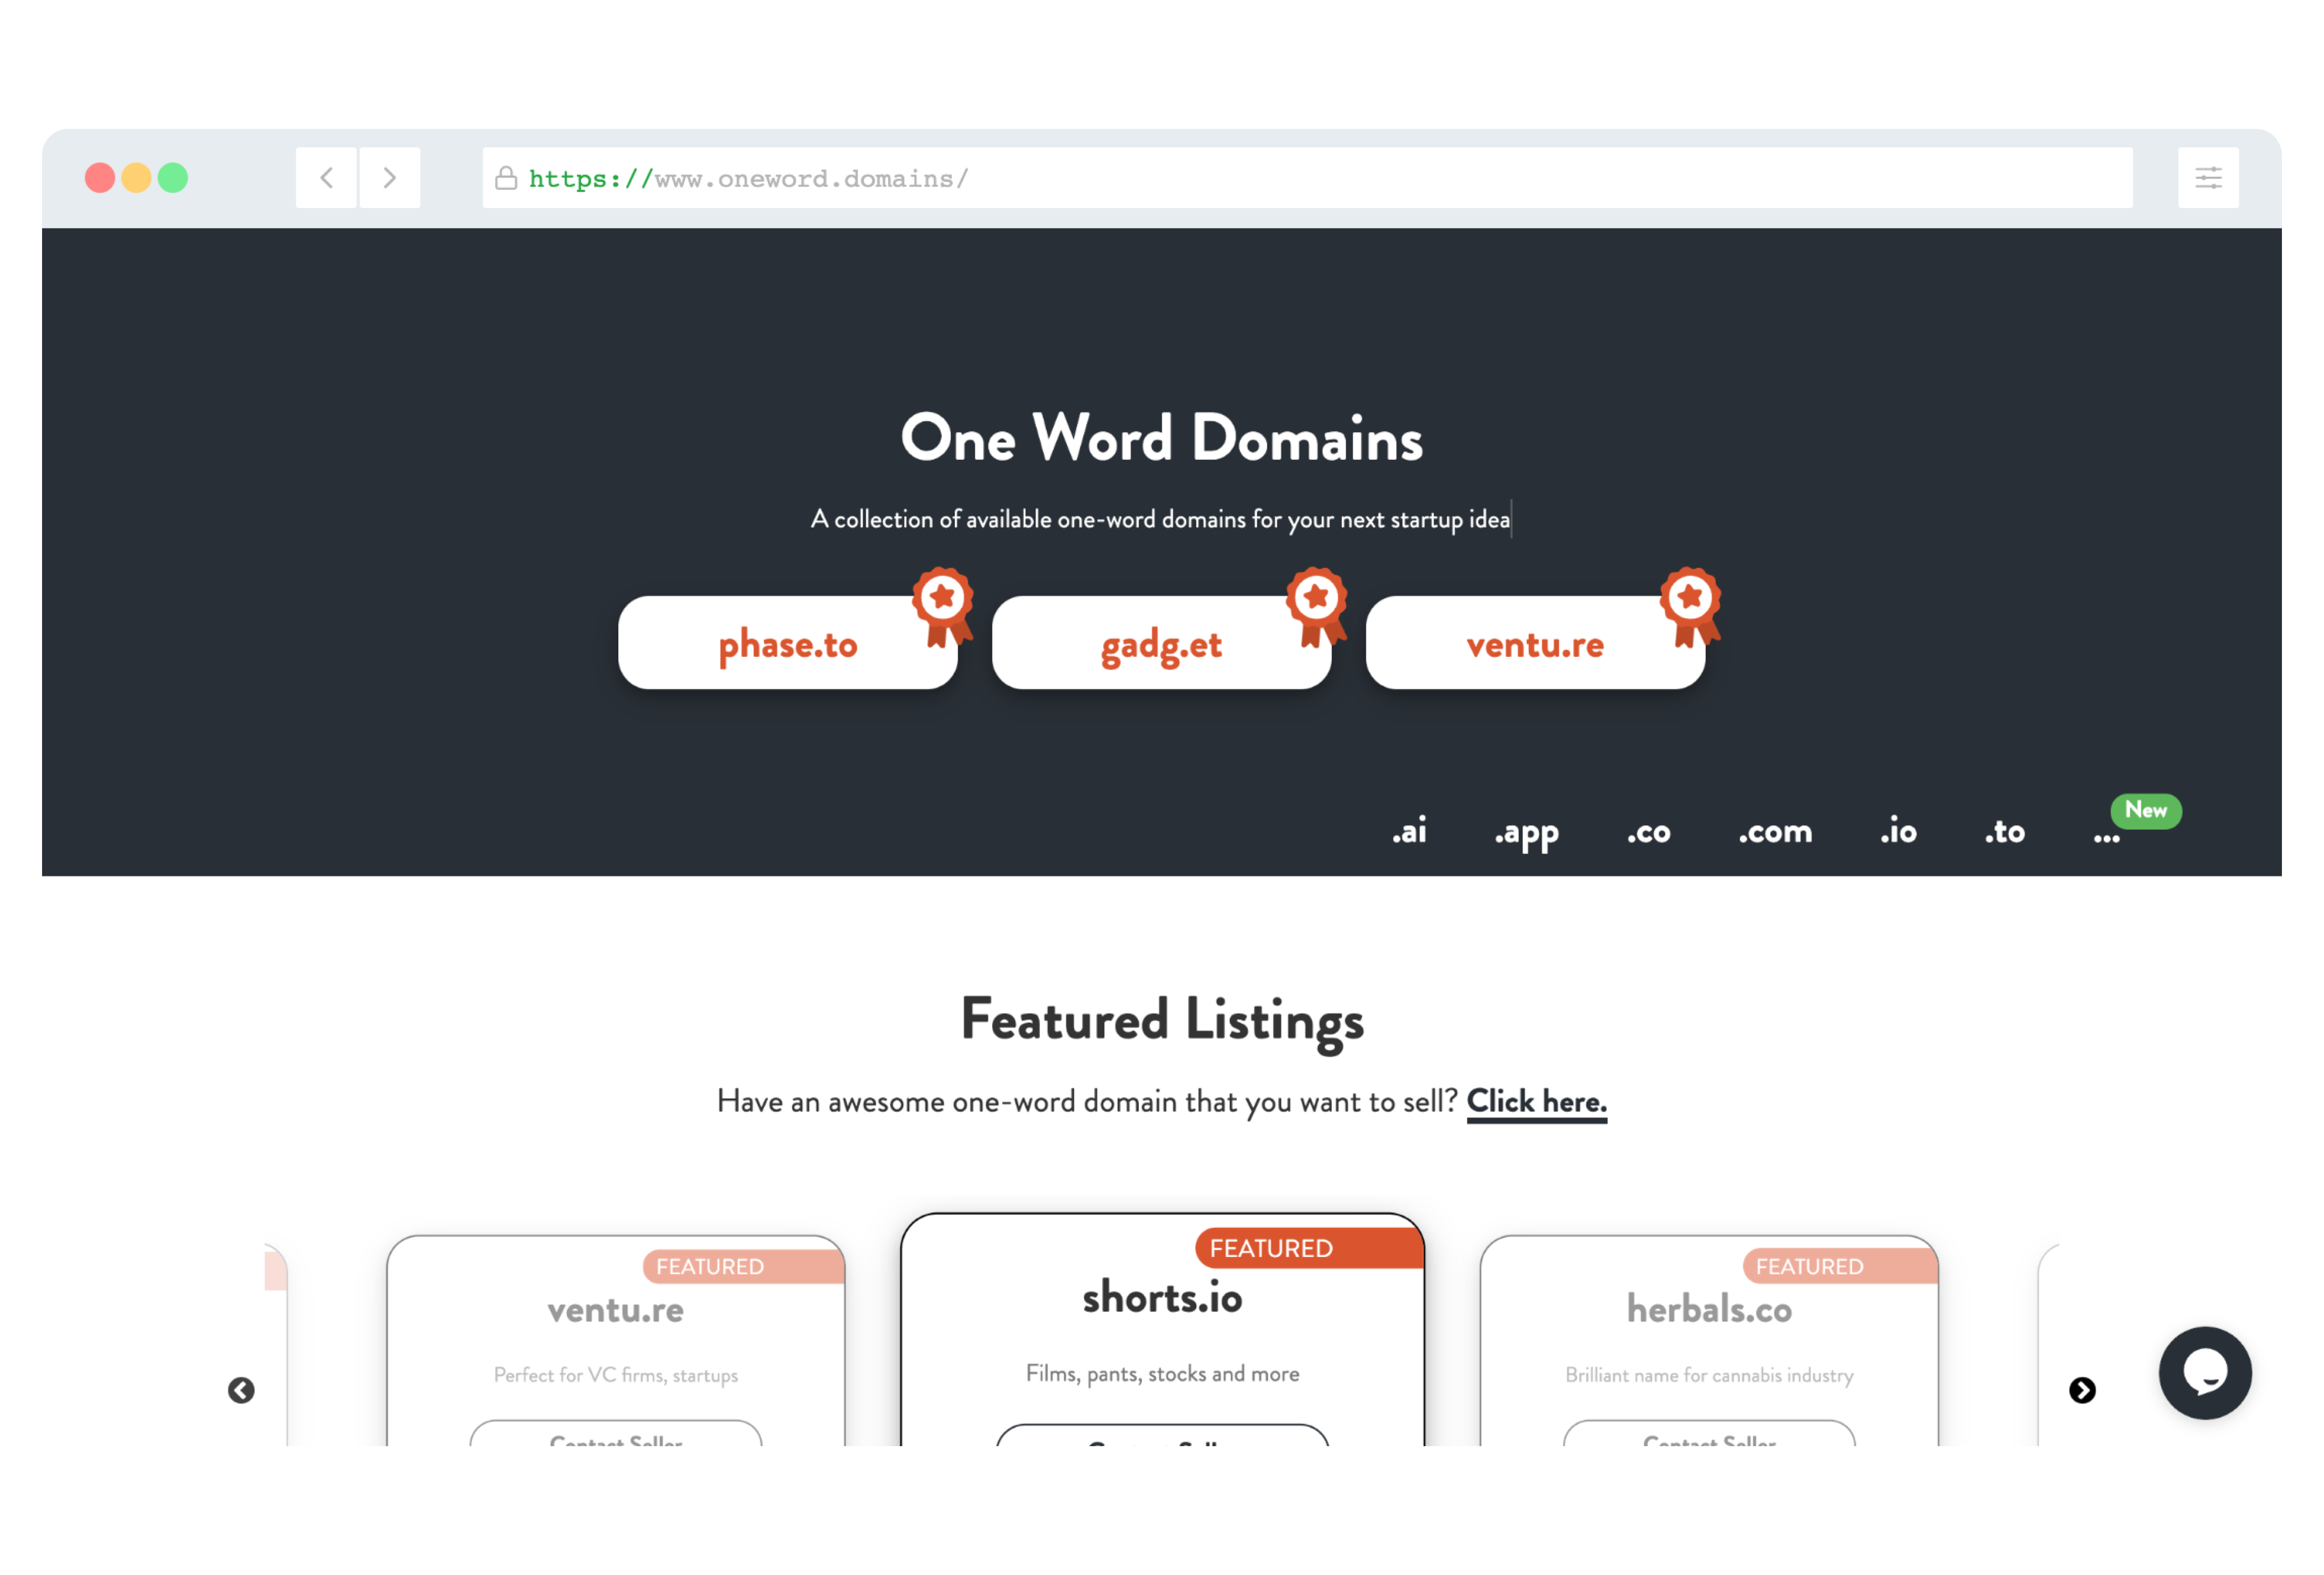 https://www.oneword.domains/
One Word Domains
A collection of available one-word domains for your next startup idea
phase.to
gadg.et
ventu.re
New
.ai .app .co .com .io .to ...
Featured Listings
Have an awesome one-word domain that you want to sell? Click here.
FEATURED
ventu.re
Perfect for VC firms, startups
Contact Seller
FEATURED
shorts.io
Films, pants, stocks and more
FEATURED
herbals.co
Brilliant name for cannabis industry
Contact Seller